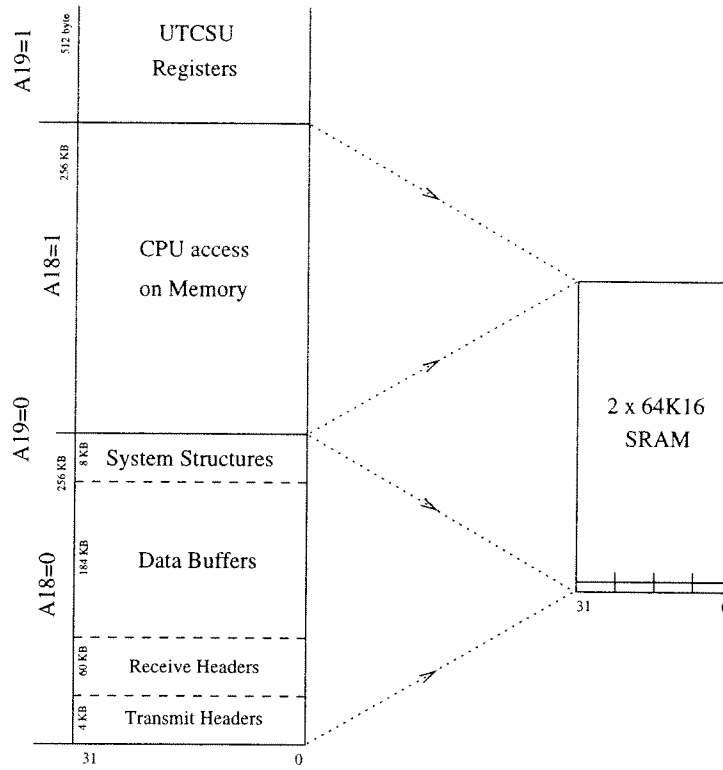 A19=1
512 byte
UTCSU
Registers
A18=1
256 KB
CPU access
on Memory
A19=0
256 KB
8 KB
System Structures
A18=0
184 KB
Data Buffers
60 KB
Receive Headers
4 KB
Transmit Headers
31
0
2 x 64K16
SRAM
31